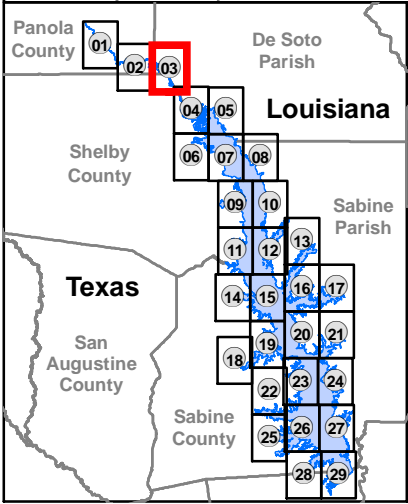 Panola
County
01
02
03
De Soto
Parish
04
05
Louisiana
Shelby
County
06
07
08
09
10
Sabine
Parish
11
12
13
Texas
14
15
16
17
San
Augustine
County
18
19
20
21
Sabine
County
22
23
24
25
26
27
28
29